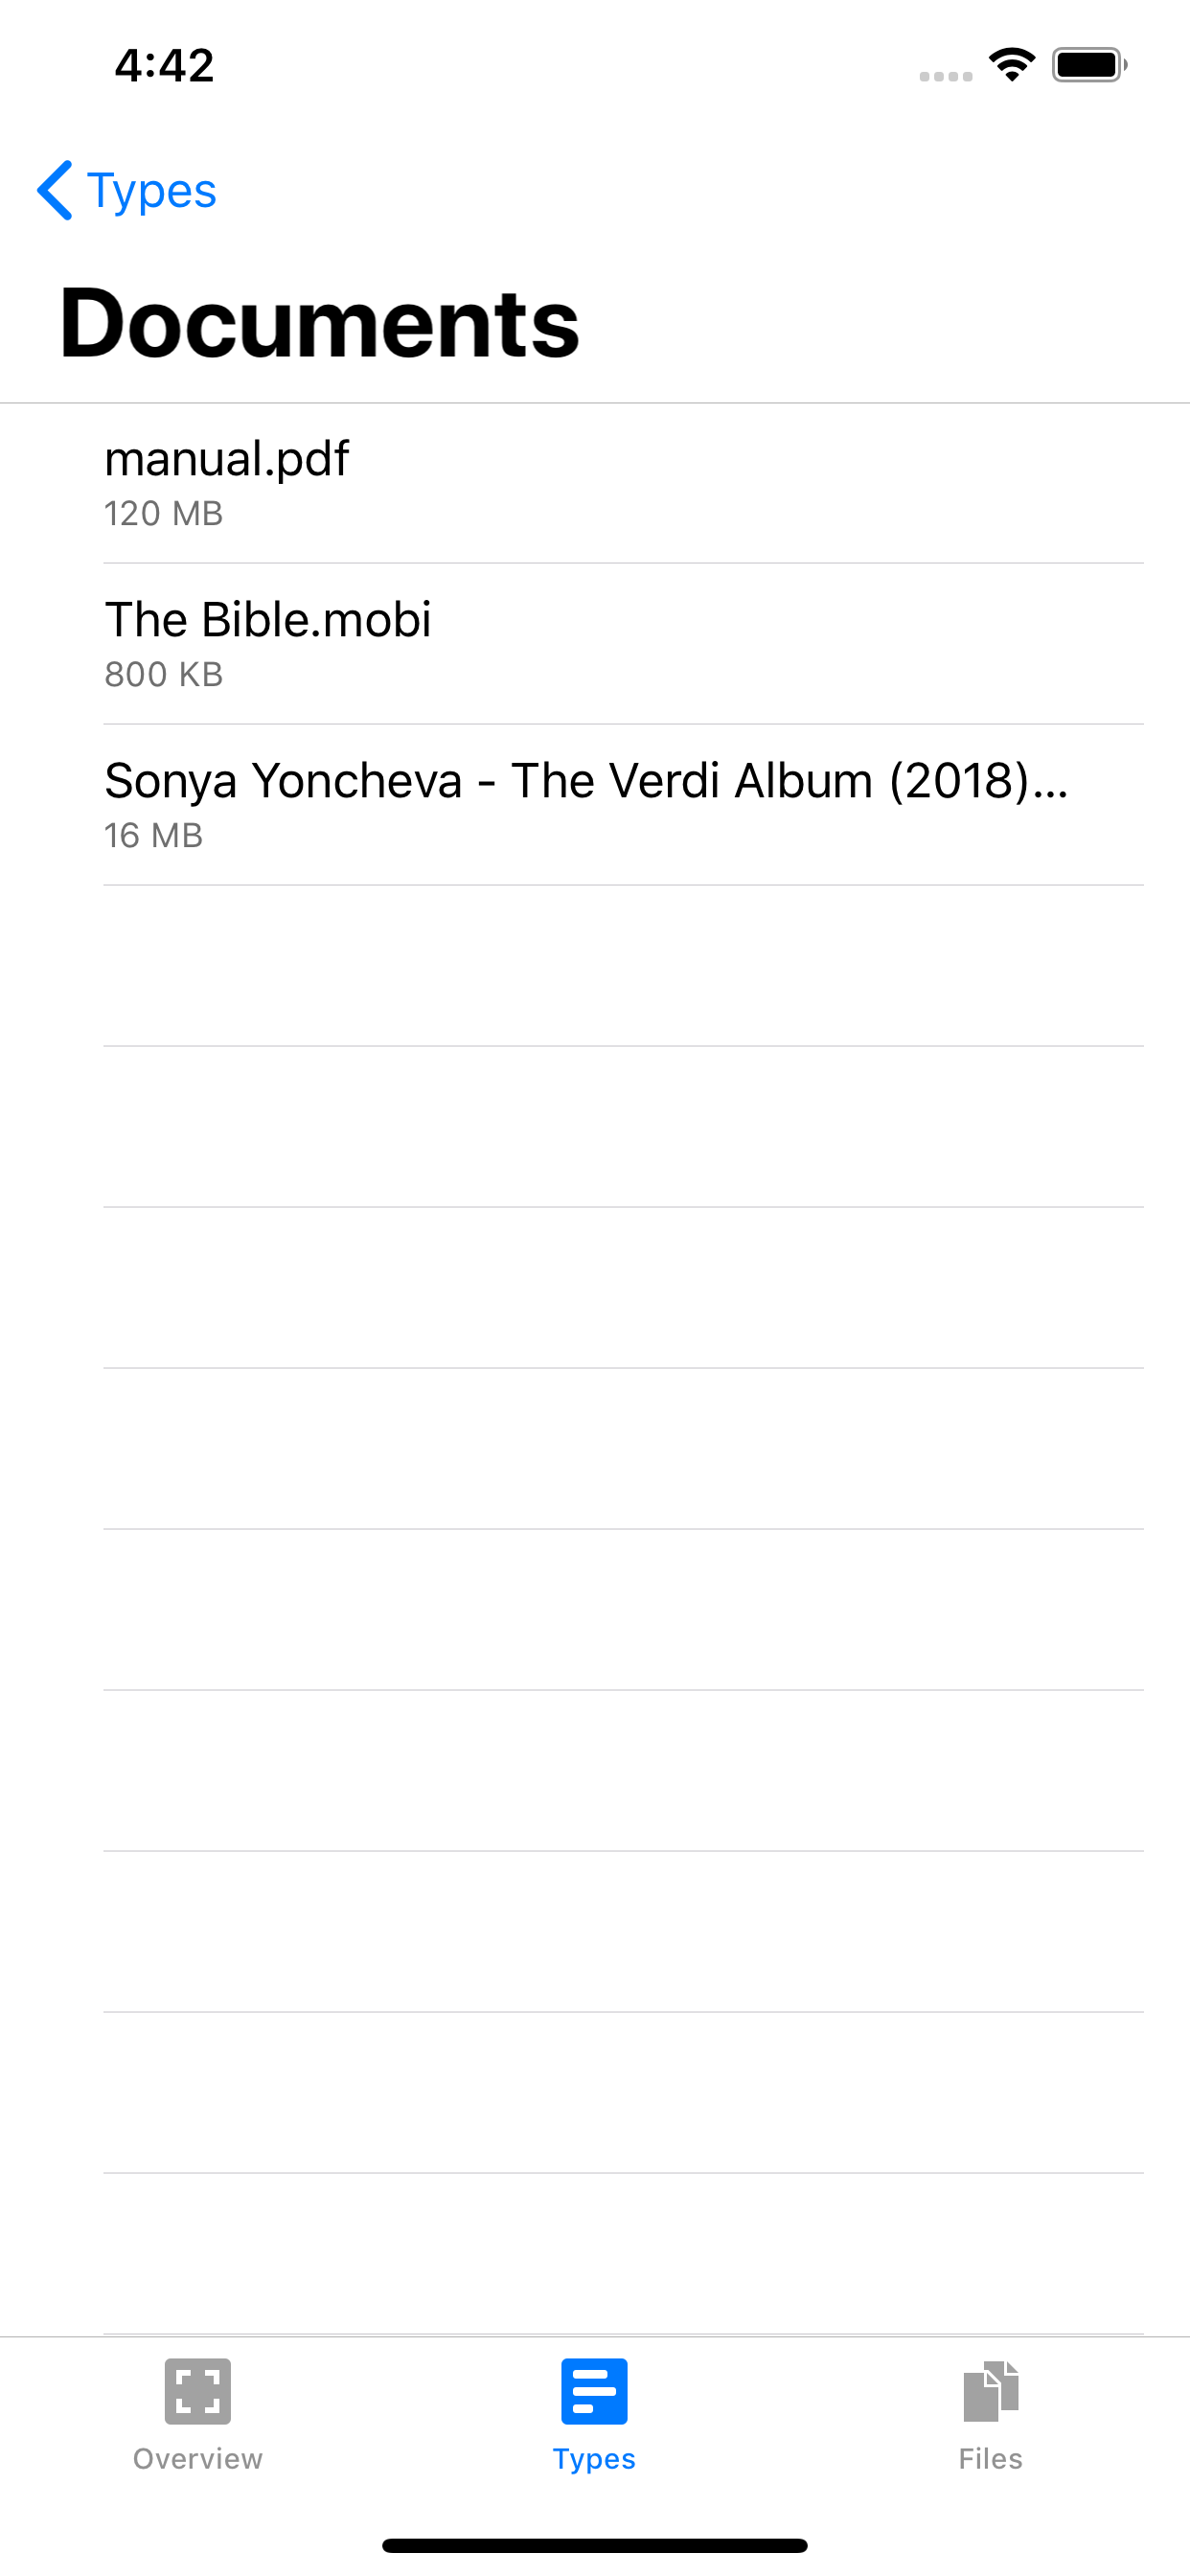 4:42
Types
Documents
manual.pdf
120 MB
The Bible.mobi
800 KB
Sonya Yoncheva - The Verdi Album (2018)...
16 MB
Overview
Types
Files